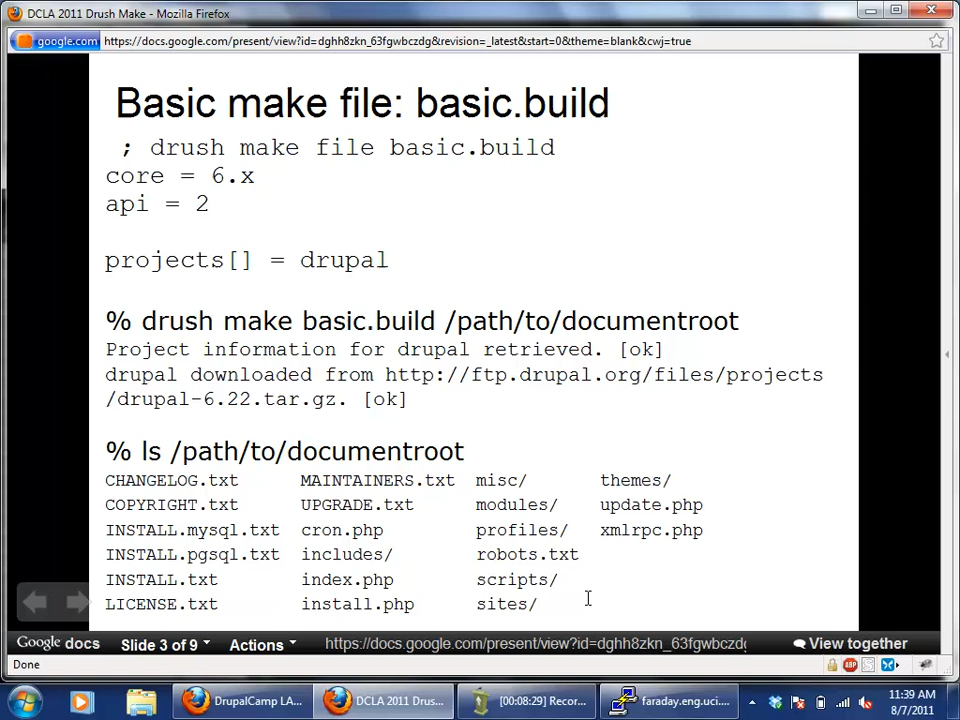 DCLA 2011 Drush Make - Mozilla Firefox
google.com https://docs.google.com/present/view?id=dghh8zkn_63fgwbczdg&revision=_latest&start=0&theme=blank&cwj=true
Basic make file: basic.build
; drush make file basic.build
core = 6.x
api = 2
projects[] = drupal
% drush make basic.build /path/to/documentroot
Project information for drupal retrieved. [ok]
drupal downloaded from http://ftp.drupal.org/files/projects
/drupal-6.22.tar.gz. [ok]
% ls /path/to/documentroot
CHANGELOG.txt MAINTAINERS.txt misc/ themes/
COPYRIGHT.txt UPGRADE.txt modules/ update.php
INSTALL.mysql.txt cron.php profiles/ xmlrpc.php
INSTALL.pgsql.txt includes/ robots.txt
INSTALL.txt index.php scripts/
LICENSE.txt install.php sites/
Google docs Slide 3 of 9 Actions https://docs.google.com/present/view?id=dghh8zkn_63fgwbczdg View together
Done ABP S
DrupalCamp LA... DCLA 2011 Drus... [00:08:29] Recor... faraday.eng.uci....
11:39 AM
8/7/2011